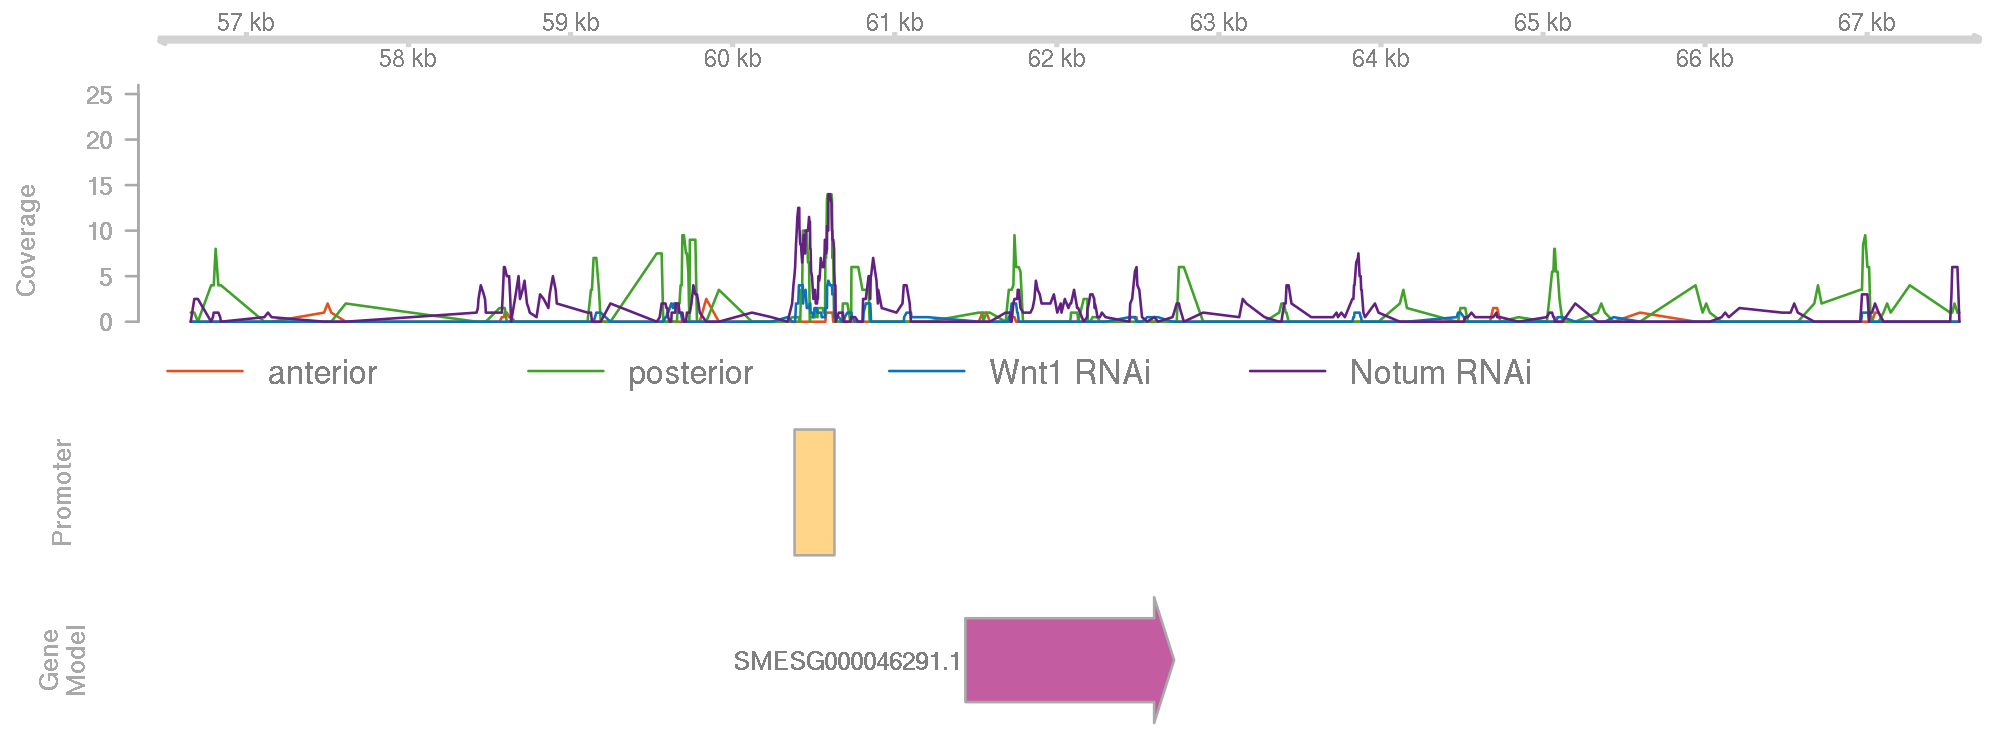 57 kb 59 kb 61 kb 63 kb 65 kb 67 kb
58 kb 60 kb 62 kb 64 kb 66 kb
Coverage
25
20
15
10
5
0
anterior posterior Wnt1 RNAi Notum RNAi
Promoter
Gene
Model
SMESG000046291.1